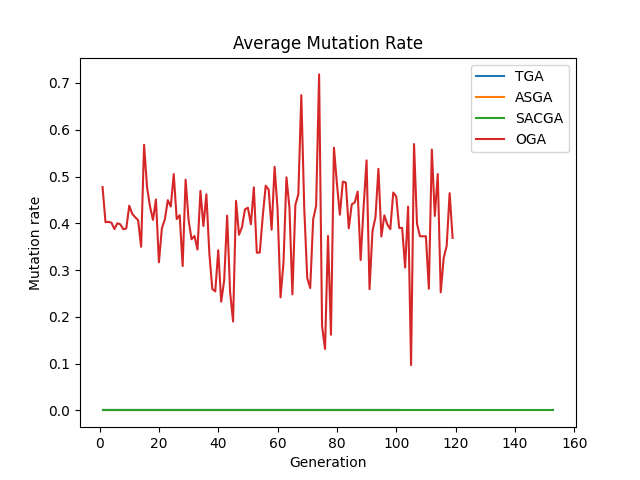 Average Mutation Rate
Mutation rate
0.7
0.6
0.5
0.4
0.3
0.2
0.1
0.0
TGA
ASGA
SACGA
OGA
0 20 40 60 80 100 120 140 160
Generation